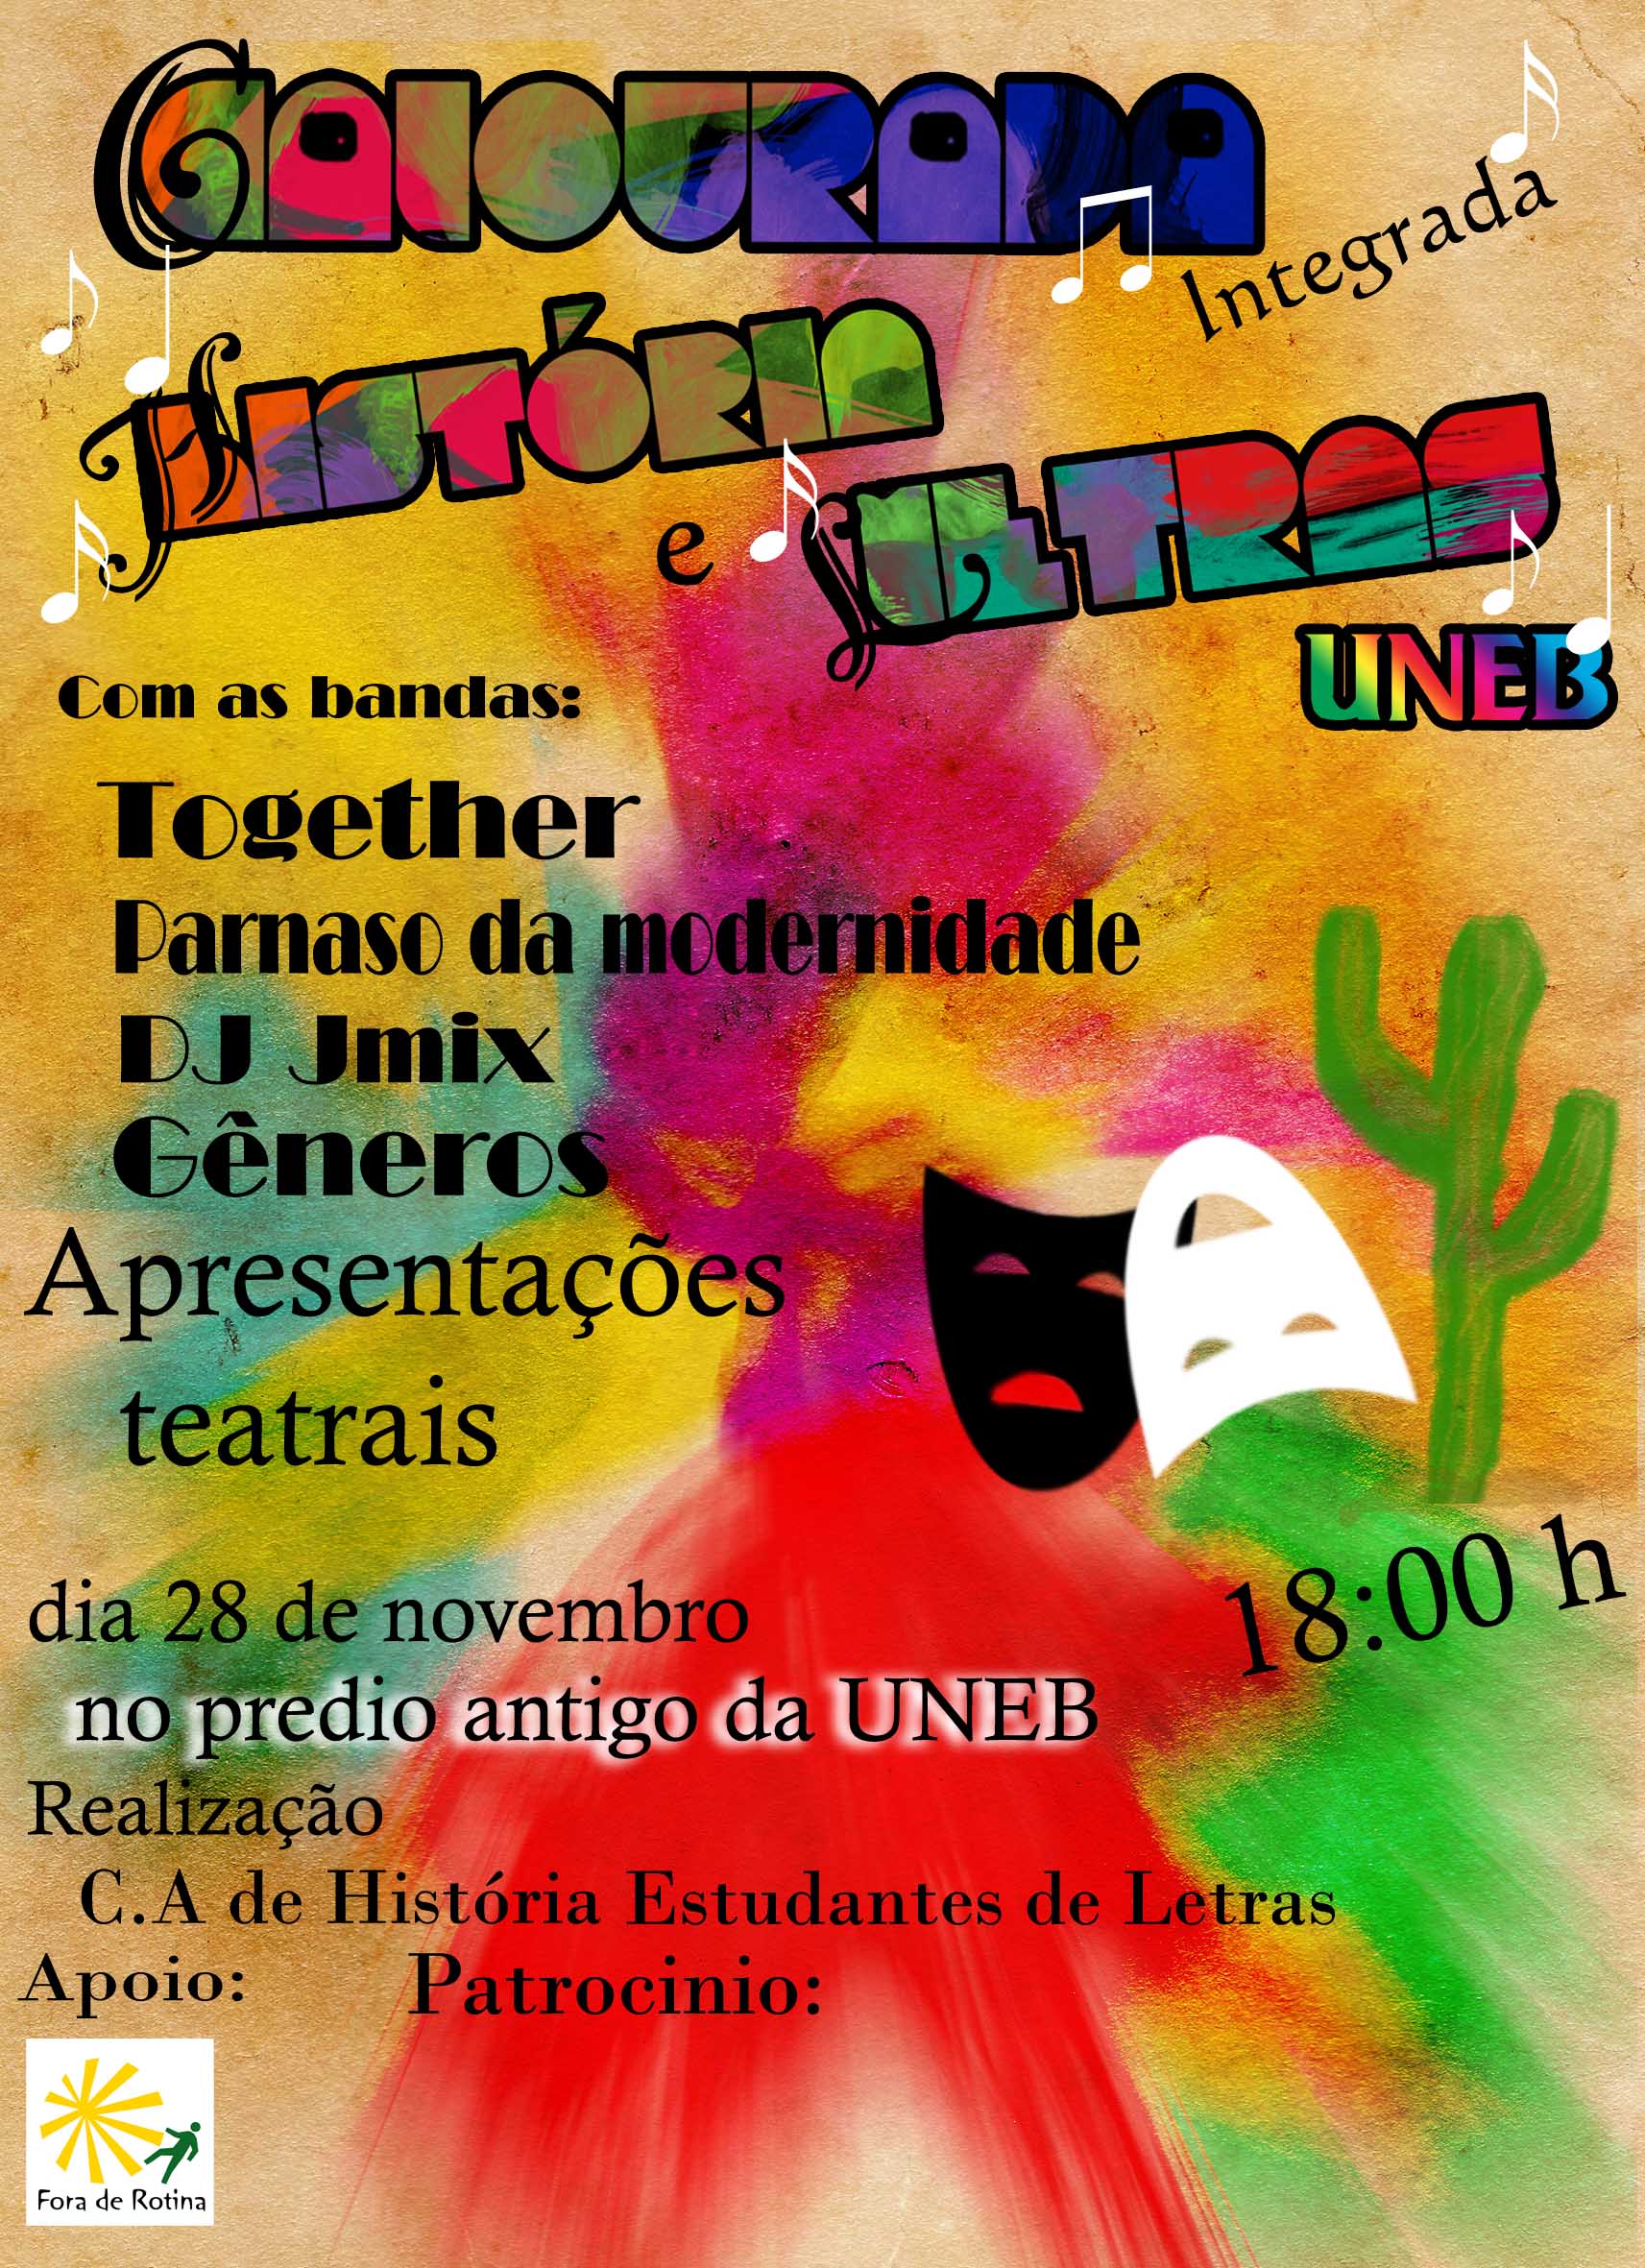 CALOURADA
Integrada
HISTÓRIA
e LETRAS
UNEB
Com as bandas:
Together
Parnaso da modernidade
DJ Jmix
Gêneros
Apresentações
teatrais
18:00 h
dia 28 de novembro
no predio antigo da UNEB
Realização
C.A de História Estudantes de Letras
Apoio: Patrocinio:
Fora de Rotina